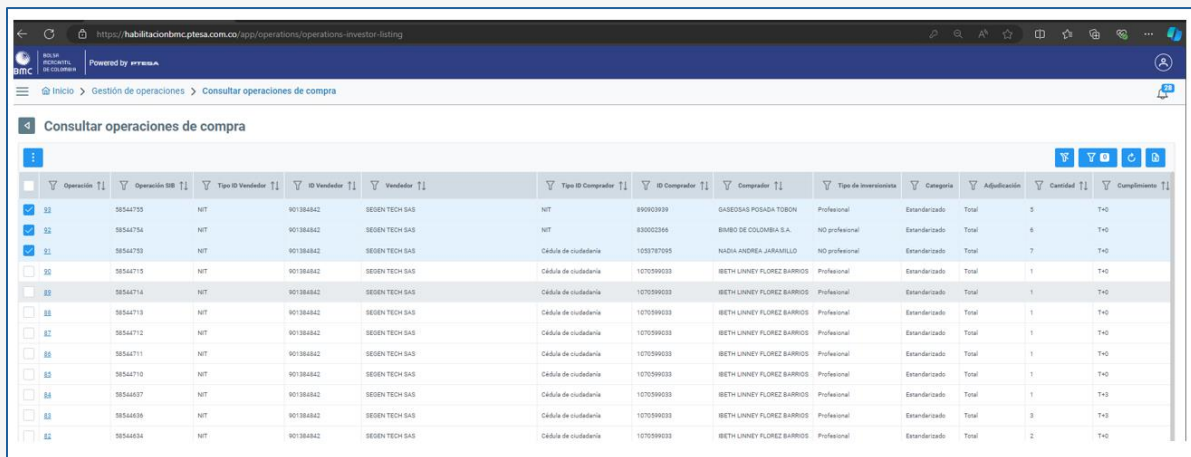 https://habilitacionbmc.ptesa.com.co/app/operations/operations-investor-listing
bmc BOLSA MERCANTIL DE COLOMBIA Powered by PTESA
Inicio > Gestión de operaciones > Consultar operaciones de compra 28
Consultar operaciones de compra
0
Operación Operación SIB Tipo ID Vendedor ID Vendedor Vendedor Tipo ID Comprador ID Comprador Comprador Tipo de inversionista Categoria Adjudicación Cantidad Cumplimiento
93 58544755 NIT 901384842 SEGEN TECH SAS NIT 890903939 GASEOSAS POSADA TOBON Profesional Estandarizado Total 5 T+0
92 58544754 NIT 901384842 SEGEN TECH SAS NIT 830002366 BIMBO DE COLOMBIA S.A. NO profesional Estandarizado Total 6 T+0
91 58544753 NIT 901384842 SEGEN TECH SAS Cédula de ciudadanía 1053787095 NADIA ANDREA JARAMILLO NO profesional Estandarizado Total 7 T+0
90 58544715 NIT 901384842 SEGEN TECH SAS Cédula de ciudadanía 1070599033 IBETH LINNEY FLOREZ BARRIOS Profesional Estandarizado Total 1 T+0
89 58544714 NIT 901384842 SEGEN TECH SAS Cédula de ciudadanía 1070599033 IBETH LINNEY FLOREZ BARRIOS Profesional Estandarizado Total 1 T+0
88 58544713 NIT 901384842 SEGEN TECH SAS Cédula de ciudadanía 1070599033 IBETH LINNEY FLOREZ BARRIOS Profesional Estandarizado Total 1 T+0
87 58544712 NIT 901384842 SEGEN TECH SAS Cédula de ciudadanía 1070599033 IBETH LINNEY FLOREZ BARRIOS Profesional Estandarizado Total 1 T+0
86 58544711 NIT 901384842 SEGEN TECH SAS Cédula de ciudadanía 1070599033 IBETH LINNEY FLOREZ BARRIOS Profesional Estandarizado Total 1 T+0
85 58544710 NIT 901384842 SEGEN TECH SAS Cédula de ciudadanía 1070599033 IBETH LINNEY FLOREZ BARRIOS Profesional Estandarizado Total 1 T+0
84 58544637 NIT 901384842 SEGEN TECH SAS Cédula de ciudadanía 1070599033 IBETH LINNEY FLOREZ BARRIOS Profesional Estandarizado Total 1 T+3
83 58544636 NIT 901384842 SEGEN TECH SAS Cédula de ciudadanía 1070599033 IBETH LINNEY FLOREZ BARRIOS Profesional Estandarizado Total 3 T+3
82 58544634 NIT 901384842 SEGEN TECH SAS Cédula de ciudadanía 1070599033 IBETH LINNEY FLOREZ BARRIOS Profesional Estandarizado Total 2 T+0